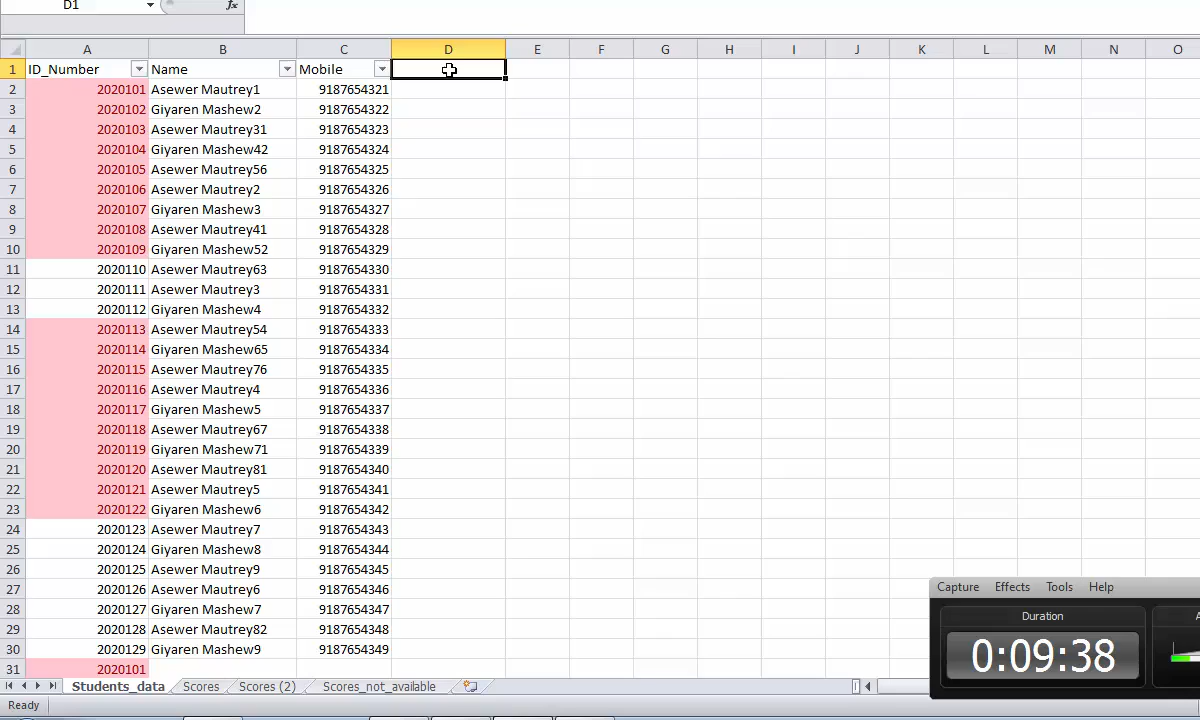 D1 fx
A B C D E F G H I J K L M N O
1 ID_Number Name Mobile
2 2020101 Asewer Mautrey1 9187654321
3 2020102 Giyaren Mashew2 9187654322
4 2020103 Asewer Mautrey31 9187654323
5 2020104 Giyaren Mashew42 9187654324
6 2020105 Asewer Mautrey56 9187654325
7 2020106 Asewer Mautrey2 9187654326
8 2020107 Giyaren Mashew3 9187654327
9 2020108 Asewer Mautrey41 9187654328
10 2020109 Giyaren Mashew52 9187654329
11 2020110 Asewer Mautrey63 9187654330
12 2020111 Asewer Mautrey3 9187654331
13 2020112 Giyaren Mashew4 9187654332
14 2020113 Asewer Mautrey54 9187654333
15 2020114 Giyaren Mashew65 9187654334
16 2020115 Asewer Mautrey76 9187654335
17 2020116 Asewer Mautrey4 9187654336
18 2020117 Giyaren Mashew5 9187654337
19 2020118 Asewer Mautrey67 9187654338
20 2020119 Giyaren Mashew71 9187654339
21 2020120 Asewer Mautrey81 9187654340
22 2020121 Asewer Mautrey5 9187654341
23 2020122 Giyaren Mashew6 9187654342
24 2020123 Asewer Mautrey7 9187654343
25 2020124 Giyaren Mashew8 9187654344
26 2020125 Asewer Mautrey9 9187654345
27 2020126 Asewer Mautrey6 9187654346
28 2020127 Giyaren Mashew7 9187654347
29 2020128 Asewer Mautrey82 9187654348
30 2020129 Giyaren Mashew9 9187654349
31 2020101
Capture Effects Tools Help
Duration
0:09:38
Students_data Scores Scores (2) Scores_not_available
Ready